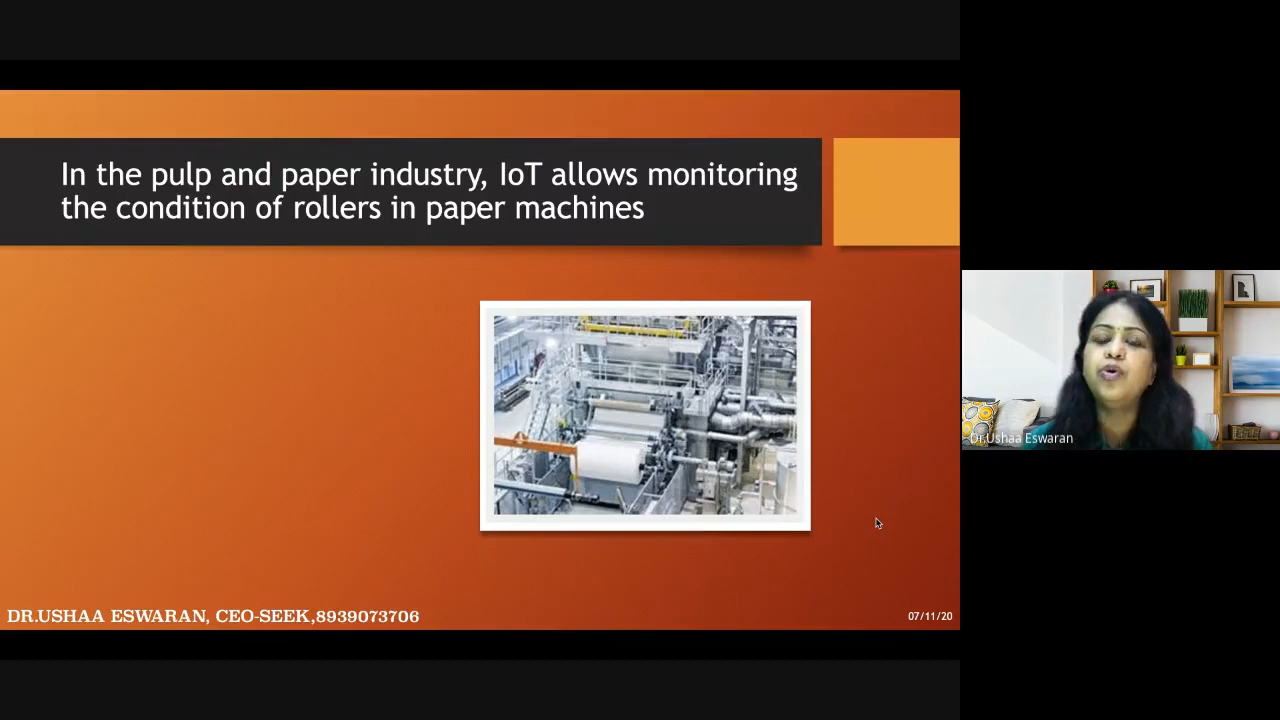 In the pulp and paper industry, IoT allows monitoring
the condition of rollers in paper machines
Dr.Ushaa Eswaran
DR.USHAA ESWARAN, CEO-SEEK,8939073706
07/11/20